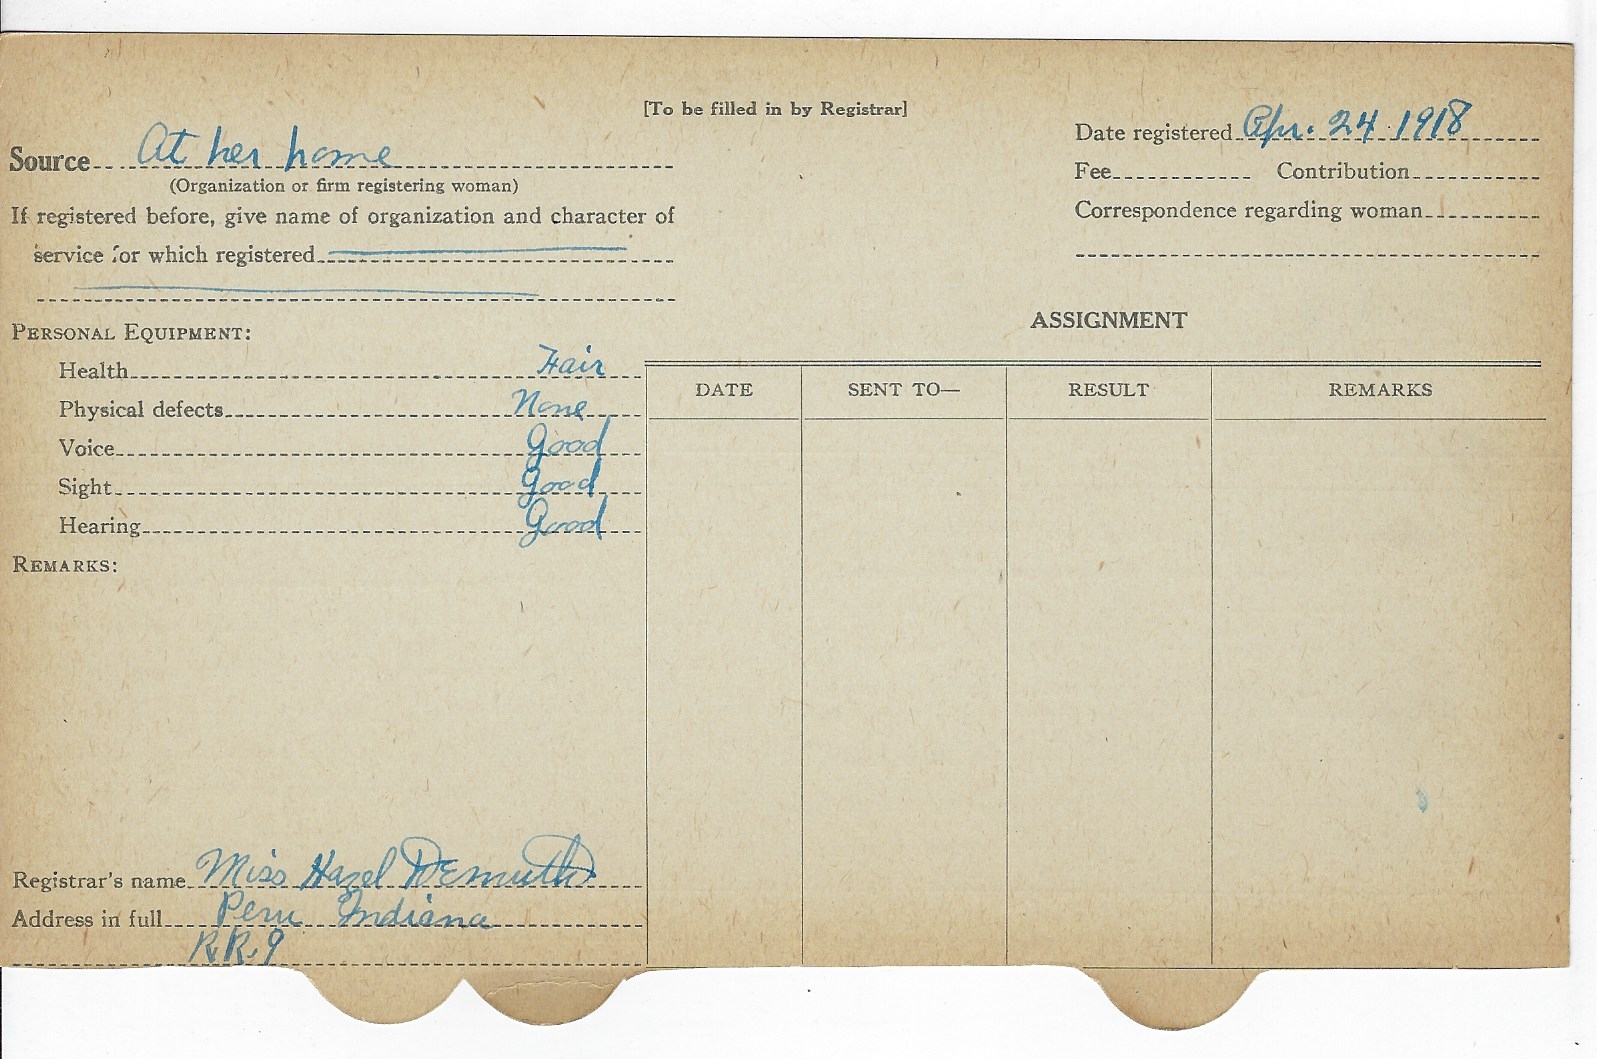 [To be filled in by Registrar]
Source At her home
(Organization or firm registering woman)
If registered before, give name of organization and character of
service for which registered
Date registered Apr. 24 1918
Fee Contribution
Correspondence regarding woman
PERSONAL EQUIPMENT:
Health Fair
Physical defects None
Voice Good
Sight Good
Hearing Good
REMARKS:
Registrar's name Miss Hazel DEmuth
Address in full Peru Indiana
R.R.9
ASSIGNMENT
DATE SENT TO— RESULT REMARKS